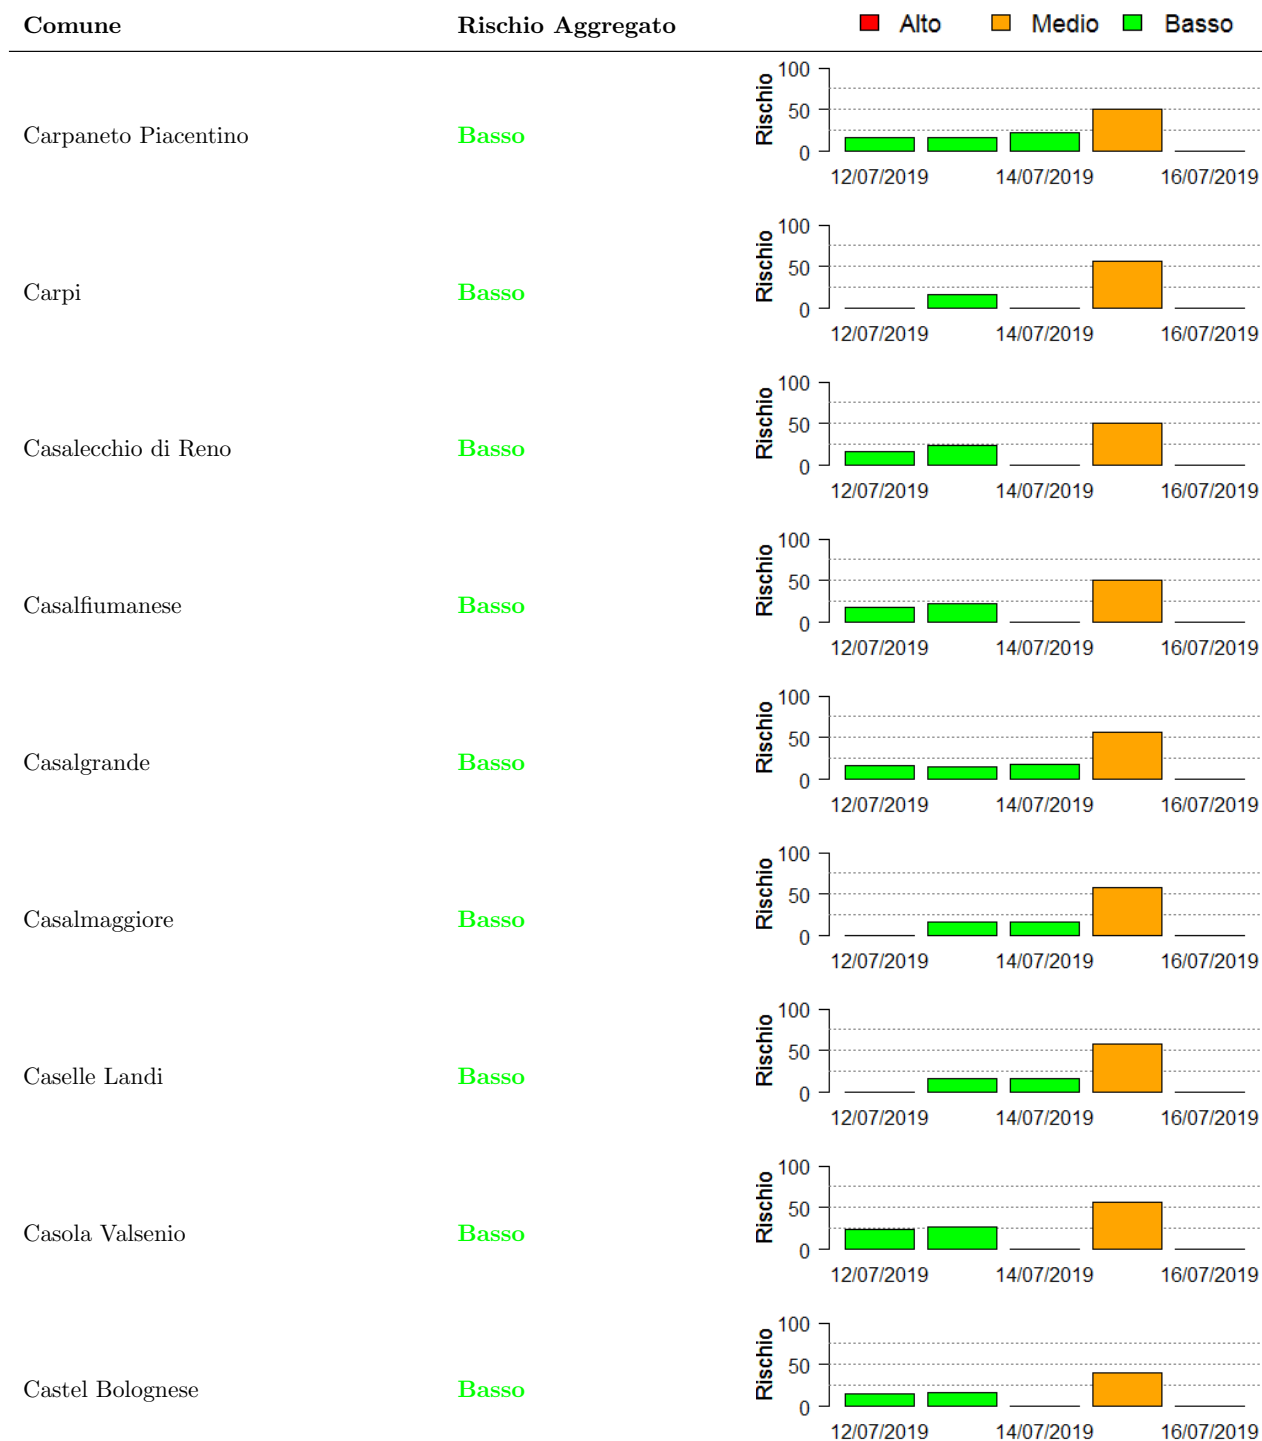 Comune Rischio Aggregato Alto Medio Basso
Carpaneto Piacentino Basso Rischio 100 50 0
12/07/2019 14/07/2019 16/07/2019
Carpi Basso Rischio 100 50 0
12/07/2019 14/07/2019 16/07/2019
Casalecchio di Reno Basso Rischio 100 50 0
12/07/2019 14/07/2019 16/07/2019
Casalfiumanese Basso Rischio 100 50 0
12/07/2019 14/07/2019 16/07/2019
Casalgrande Basso Rischio 100 50 0
12/07/2019 14/07/2019 16/07/2019
Casalmaggiore Basso Rischio 100 50 0
12/07/2019 14/07/2019 16/07/2019
Caselle Landi Basso Rischio 100 50 0
12/07/2019 14/07/2019 16/07/2019
Casola Valsenio Basso Rischio 100 50 0
12/07/2019 14/07/2019 16/07/2019
Castel Bolognese Basso Rischio 100 50 0
12/07/2019 14/07/2019 16/07/2019